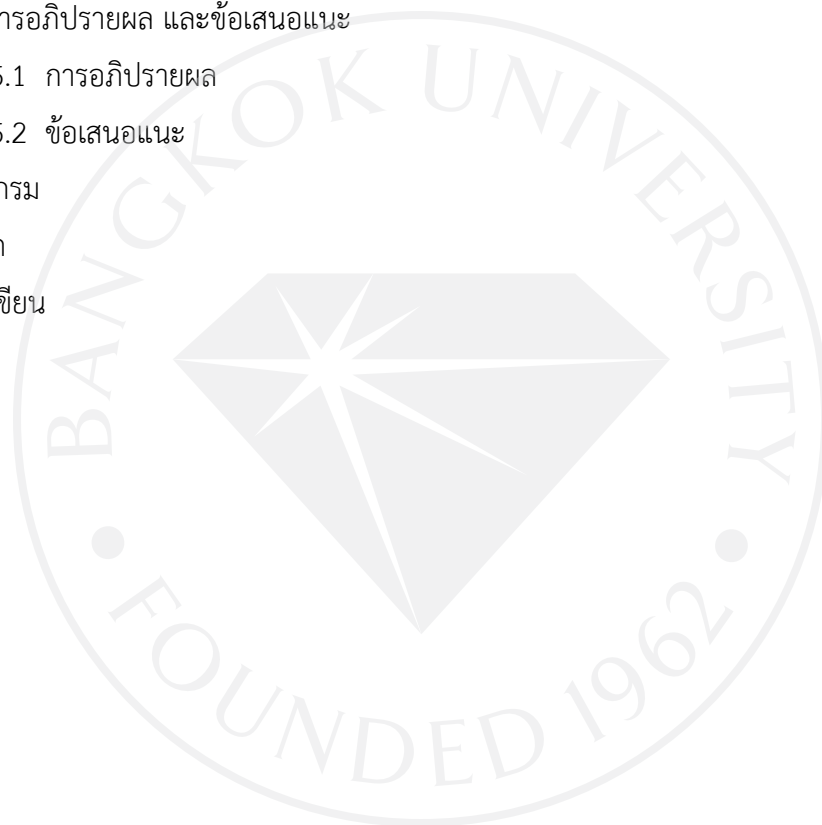 ารอภิปรายผล และข้อเสนอแนะ
5.1 การอภิปรายผล
5.2 ข้อเสนอแนะ
กรม
ขียน
BANGKOK UNIVERSITY
FOUNDED 1962